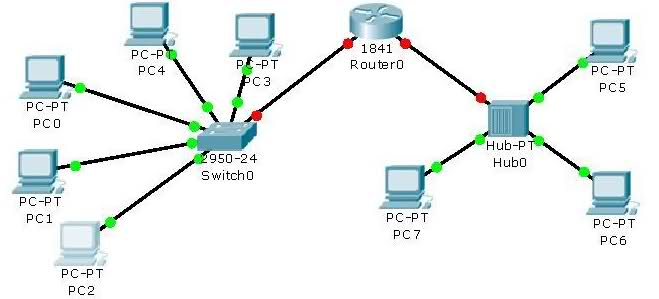 PC-PT
PC4
PC-PT
PC3
1841
Router0
PC-PT
PC5
PC-PT
PC0
2950-24
Switch0
Hub-PT
Hub0
PC-PT
PC1
PC-PT
PC7
PC-PT
PC6
PC-PT
PC2